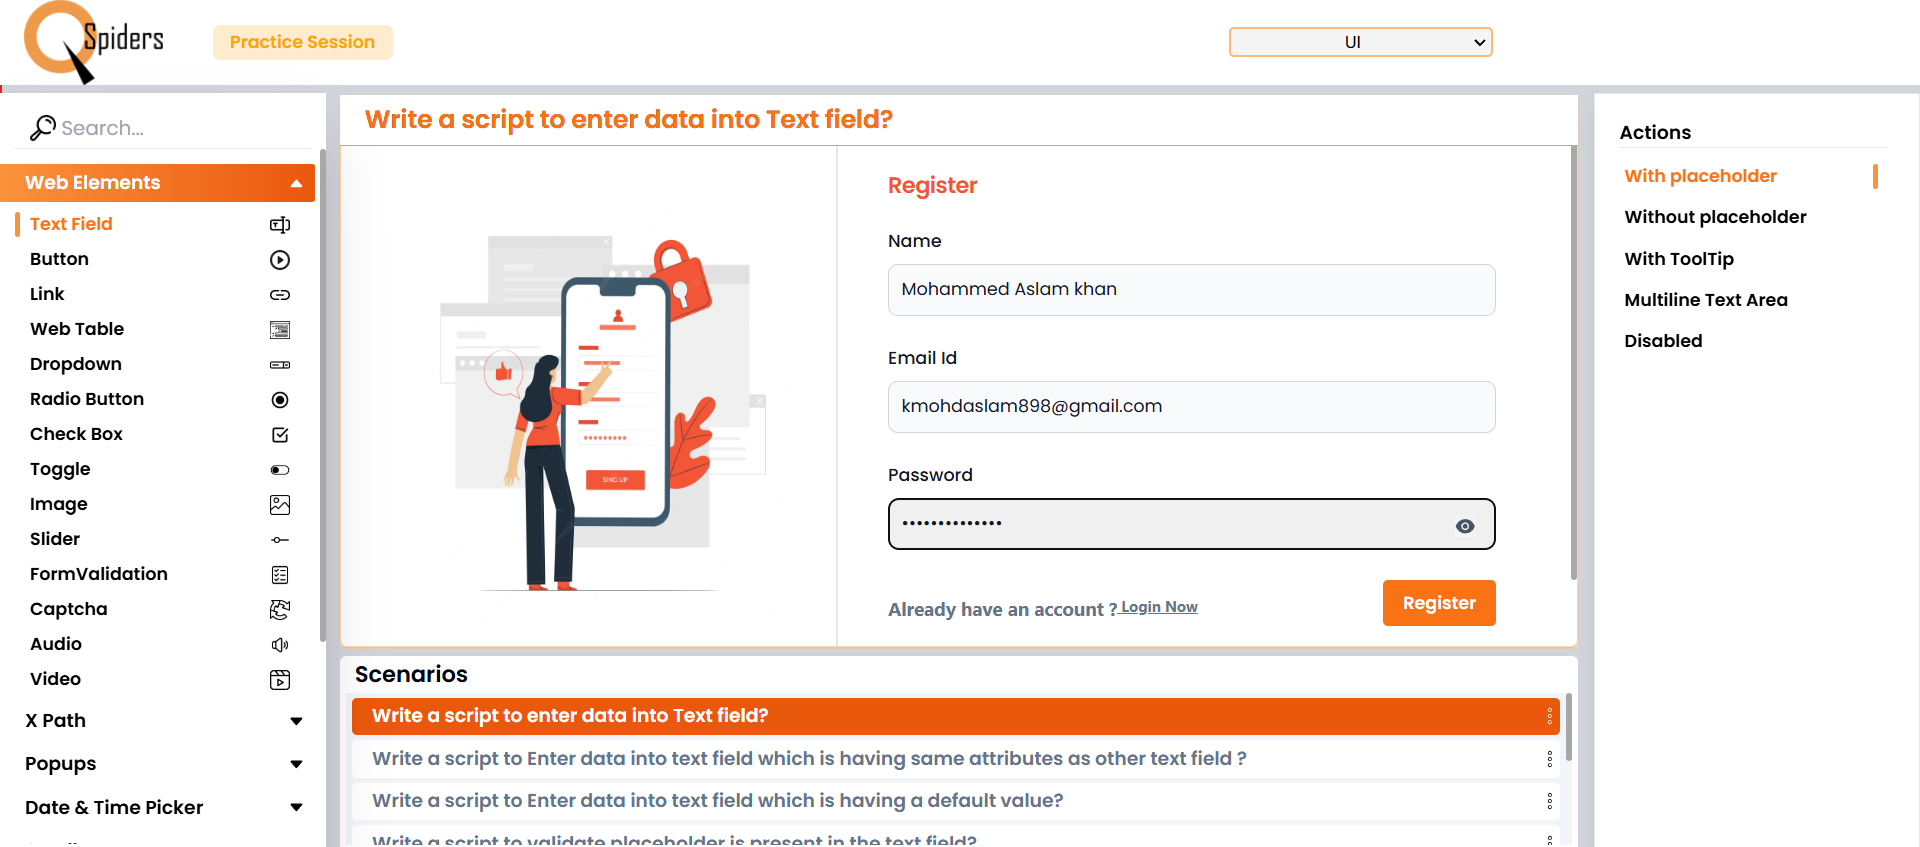 Spiders
Practice Session
UI
Search...
Web Elements
Text Field
Button
Link
Web Table
Dropdown
Radio Button
Check Box
Toggle
Image
Slider
FormValidation
Captcha
Audio
Video
X Path
Popups
Date & Time Picker
Write a script to enter data into Text field?
SINC UP
Register
Name
Mohammed Aslam khan
Email Id
kmohdaslam898@gmail.com
Password
••••••••••••••
Already have an account ? Login Now
Register
Scenarios
Write a script to enter data into Text field?
Write a script to Enter data into text field which is having same attributes as other text field ?
Write a script to Enter data into text field which is having a default value?
Write a script to validate placeholder is present in the text field?
Actions
With placeholder
Without placeholder
With ToolTip
Multiline Text Area
Disabled